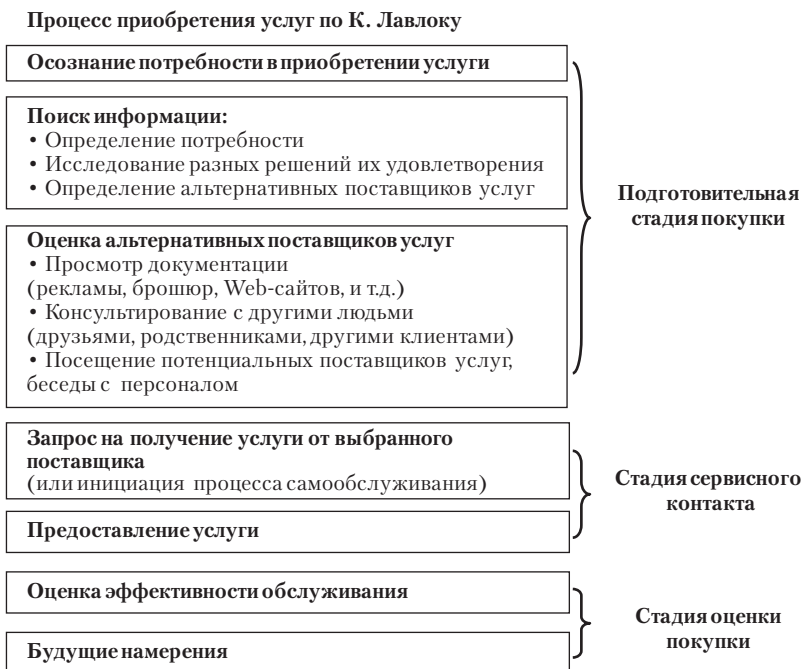 Процесс приобретения услуг по К. Лавлоку
Осознание потребности в приобретении услуги
Поиск информации:
• Определение потребности
• Исследование разных решений их удовлетворения
• Определение альтернативных поставщиков услуг
Оценка альтернативных поставщиков услуг
• Просмотр документации
(рекламы, брошюр, Web-сайтов, и т.д.)
• Консультирование с другими людьми
(друзьями, родственниками, другими клиентами)
• Посещение потенциальных поставщиков услуг,
беседы с персоналом
Подготовительная
стадия покупки
Запрос на получение услуги от выбранного
поставщика
(или инициация процесса самообслуживания)
Предоставление услуги
Стадия сервисного
контакта
Оценка эффективности обслуживания
Будущие намерения
Стадия оценки
покупки